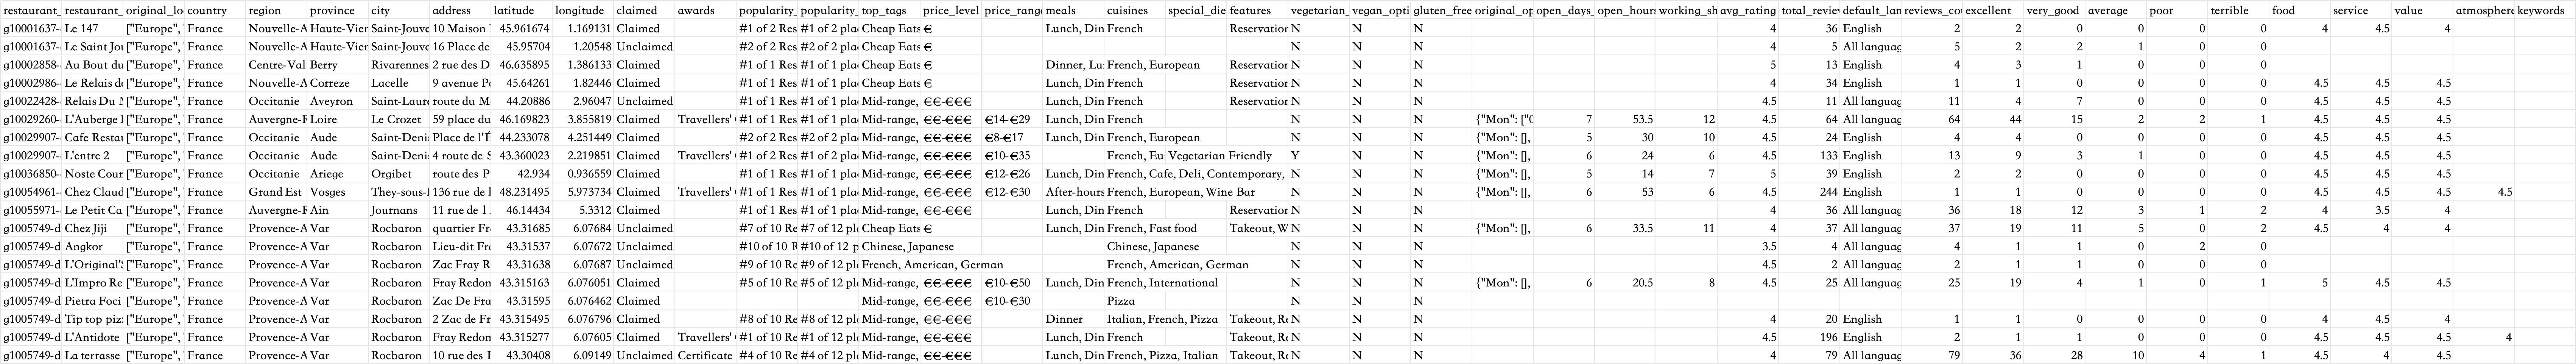 restaurant_ restaurant_ original_lo country region province city address latitude longitude claimed awards popularity_ popularity_ top_tags price_level price_range meals cuisines special_die features vegetarian_ vegan_opti gluten_free original_op open_days_ open_hours working_sh avg_rating total_revie default_lan reviews_co excellent very_good average poor terrible food service value atmosphere keywords
g10001637- Le 147 ["Europe", France Nouvelle-A Haute-Vier Saint-Jouve 10 Maison 45.961674 1.169131 Claimed #1 of 2 Res #1 of 2 pla Cheap Eats € Lunch, Din French Reservation N N N 4 36 English 2 2 0 0 0 0 4 4.5 4
g10001637- Le Saint Jou ["Europe", France Nouvelle-A Haute-Vier Saint-Jouve 16 Place de 45.95704 1.20548 Unclaimed #2 of 2 Res #2 of 2 pla Cheap Eats € N N N 4 5 All languag 5 2 2 1 0 0
g10002858- Au Bout du ["Europe", France Centre-Val Berry Rivarennes 2 rue des D 46.635895 1.386133 Claimed #1 of 1 Res #1 of 1 pla Cheap Eats € Dinner, Lu French, European Reservation N N N 5 13 English 4 3 1 0 0 0
g10002986- Le Relais de ["Europe", France Nouvelle-A Correze Lacelle 9 avenue Po 45.64261 1.82446 Claimed #1 of 1 Res #1 of 1 pla Cheap Eats € Lunch, Din French Reservation N N N 4 34 English 1 1 0 0 0 0 4.5 4.5 4.5
g10022428- Relais Du M ["Europe", France Occitanie Aveyron Saint-Laure route du M 44.20886 2.96047 Unclaimed #1 of 1 Res #1 of 1 pla Mid-range, €€-€€€ Lunch, Din French Reservation N N N 4.5 11 All languag 11 4 7 0 0 0 4.5 4.5 4.5
g10029260- L'Auberge ["Europe", France Auvergne-R Loire Le Crozet 59 place du 46.169823 3.855819 Claimed Travellers' #1 of 1 Res #1 of 1 pla Mid-range, €€-€€€ €14-€29 Lunch, Din French N N N {"Mon": ["0 7 53.5 12 4.5 64 All languag 64 44 15 2 2 1 4.5 4.5 4.5
g10029907- Cafe Restau ["Europe", France Occitanie Aude Saint-Denis Place de l'É 44.233078 4.251449 Claimed #2 of 2 Res #2 of 2 pla Mid-range, €€-€€€ €8-€17 Lunch, Din French, European N N N {"Mon": [], 5 30 10 4.5 24 English 4 4 0 0 0 0 4.5 4.5 4.5
g10029907- L'entre 2 ["Europe", France Occitanie Aude Saint-Denis 4 route de S 43.360023 2.219851 Claimed Travellers' #1 of 2 Res #1 of 2 pla Mid-range, €€-€€€ €10-€35 French, Eu Vegetarian Friendly Y N N {"Mon": [], 6 24 6 4.5 133 English 13 9 3 1 0 0 4.5 4.5 4.5
g10036850- Noste Cour ["Europe", France Occitanie Ariege Orgibet route des P 42.934 0.936559 Claimed #1 of 1 Res #1 of 1 pla Mid-range, €€-€€€ €12-€26 Lunch, Din French, Cafe, Deli, Contemporary, N N N {"Mon": [], 5 14 7 5 39 English 2 2 0 0 0 0 4.5 4.5 4.5
g10054961- Chez Claud ["Europe", France Grand Est Vosges They-sous- 136 rue de 48.231495 5.973734 Claimed Travellers' #1 of 1 Res #1 of 1 pla Mid-range, €€-€€€ €12-€30 After-hours French, European, Wine Bar N N N {"Mon": [], 6 53 6 4.5 244 English 1 1 0 0 0 0 4.5 4.5 4.5 4.5
g10055971- Le Petit Ca ["Europe", France Auvergne-R Ain Journans 11 rue de l 46.14434 5.3312 Claimed #1 of 1 Res #1 of 1 pla Mid-range, €€-€€€ Lunch, Din French Reservation N N N 4 36 All languag 36 18 12 3 1 2 4 3.5 4
g1005749-d Chez Jiji ["Europe", France Provence-A Var Rocbaron quartier Fr 43.31685 6.07684 Unclaimed #7 of 10 Re #7 of 12 pl Cheap Eats € Lunch, Din French, Fast food Takeout, W N N N {"Mon": [], 6 33.5 11 4 37 All languag 37 19 11 5 0 2 4.5 4 4
g1005749-d Angkor ["Europe", France Provence-A Var Rocbaron Lieu-dit Fr 43.31537 6.07672 Unclaimed #10 of 10 R #10 of 12 p Chinese, Japanese Chinese, Japanese N N N 3.5 4 All languag 4 1 1 0 2 0
g1005749-d L'Original's ["Europe", France Provence-A Var Rocbaron Zac Fray R 43.31638 6.07687 Unclaimed #9 of 10 Re #9 of 12 pl French, American, German French, American, German N N N 4.5 2 All languag 2 1 1 0 0 0
g1005749-d L'Impro Re ["Europe", France Provence-A Var Rocbaron Fray Redon 43.315163 6.076051 Claimed #5 of 10 Re #5 of 12 pl Mid-range, €€-€€€ €10-€50 Lunch, Din French, International N N N {"Mon": [], 6 20.5 8 4.5 25 All languag 25 19 4 1 0 1 5 4.5 4.5
g1005749-d Pietra Foci ["Europe", France Provence-A Var Rocbaron Zac De Fra 43.31595 6.076462 Claimed Mid-range, €€-€€€ €10-€30 Pizza N N N
g1005749-d Tip top piz ["Europe", France Provence-A Var Rocbaron 2 Zac de Fr 43.315495 6.076796 Claimed #8 of 10 Re #8 of 12 pl Mid-range, €€-€€€ Dinner Italian, French, Pizza Takeout, Re N N N 4 20 English 1 1 0 0 0 0 4 4.5 4
g1005749-d L'Antidote ["Europe", France Provence-A Var Rocbaron Fray Redon 43.315277 6.07605 Claimed Travellers' #1 of 10 Re #1 of 12 pl Mid-range, €€-€€€ Lunch, Din French Takeout, Re N N N 4.5 196 English 2 1 1 0 0 0 4.5 4.5 4.5 4
g1005749-d La terrasse ["Europe", France Provence-A Var Rocbaron 10 rue des F 43.30408 6.09149 Unclaimed Certificate #4 of 10 Re #4 of 12 pl Mid-range, €€-€€€ Lunch, Din French, Pizza, Italian Takeout, Re N N N 4 79 All languag 79 36 28 10 4 1 4.5 4 4.5